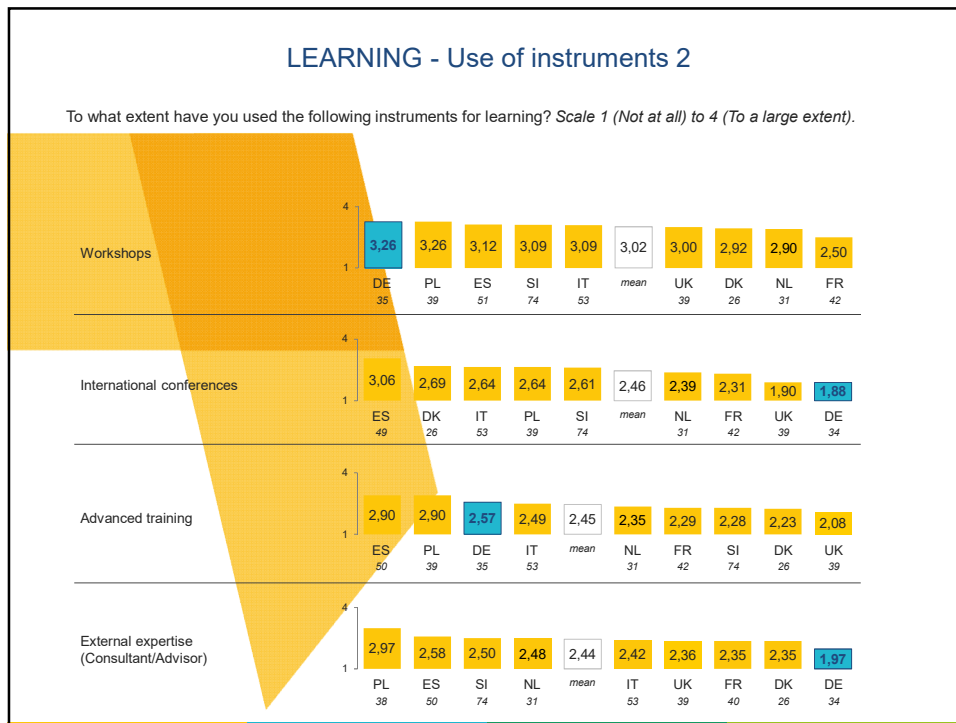 LEARNING - Use of instruments 2
To what extent have you used the following instruments for learning? Scale 1 (Not at all) to 4 (To a large extent).
4
Workshops
3,26 3,26 3,12 3,09 3,09 3,02 3,00 2,92 2,90 2,50
1
DE PL ES SI IT mean UK DK NL FR
35 39 51 74 53 39 26 31 42
4
International conferences
3,06 2,69 2,64 2,64 2,61 2,46 2,39 2,31 1,90 1,88
1
ES DK IT PL SI mean NL FR UK DE
49 26 53 39 74 31 42 39 34
4
Advanced training
2,90 2,90 2,57 2,49 2,45 2,35 2,29 2,28 2,23 2,08
1
ES PL DE IT mean NL FR SI DK UK
50 39 35 53 31 42 74 26 39
4
External expertise
(Consultant/Advisor)
2,97 2,58 2,50 2,48 2,44 2,42 2,36 2,35 2,35 1,97
1
PL ES SI NL mean IT UK FR DK DE
38 50 74 31 53 39 40 26 34